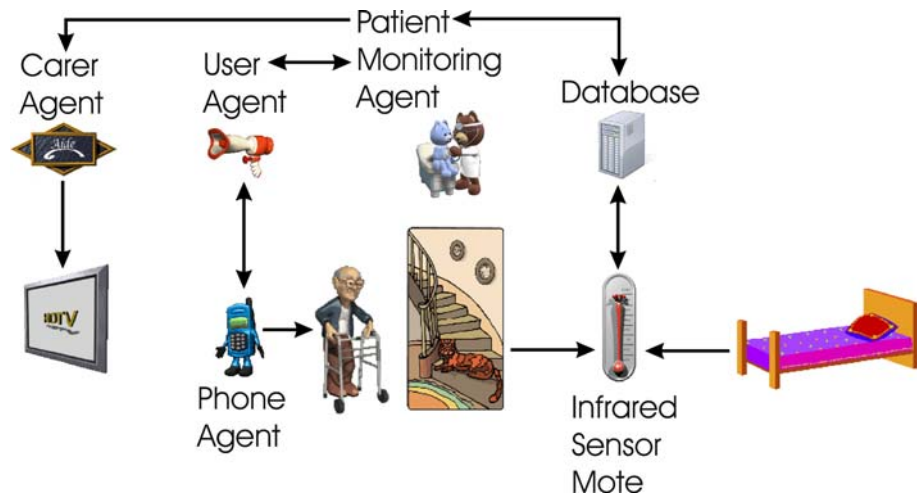 Patient
Monitoring
Agent
Carer
Agent
User
Agent
Database
Aide
HDTV
Phone
Agent
Infrared
Sensor
Mote